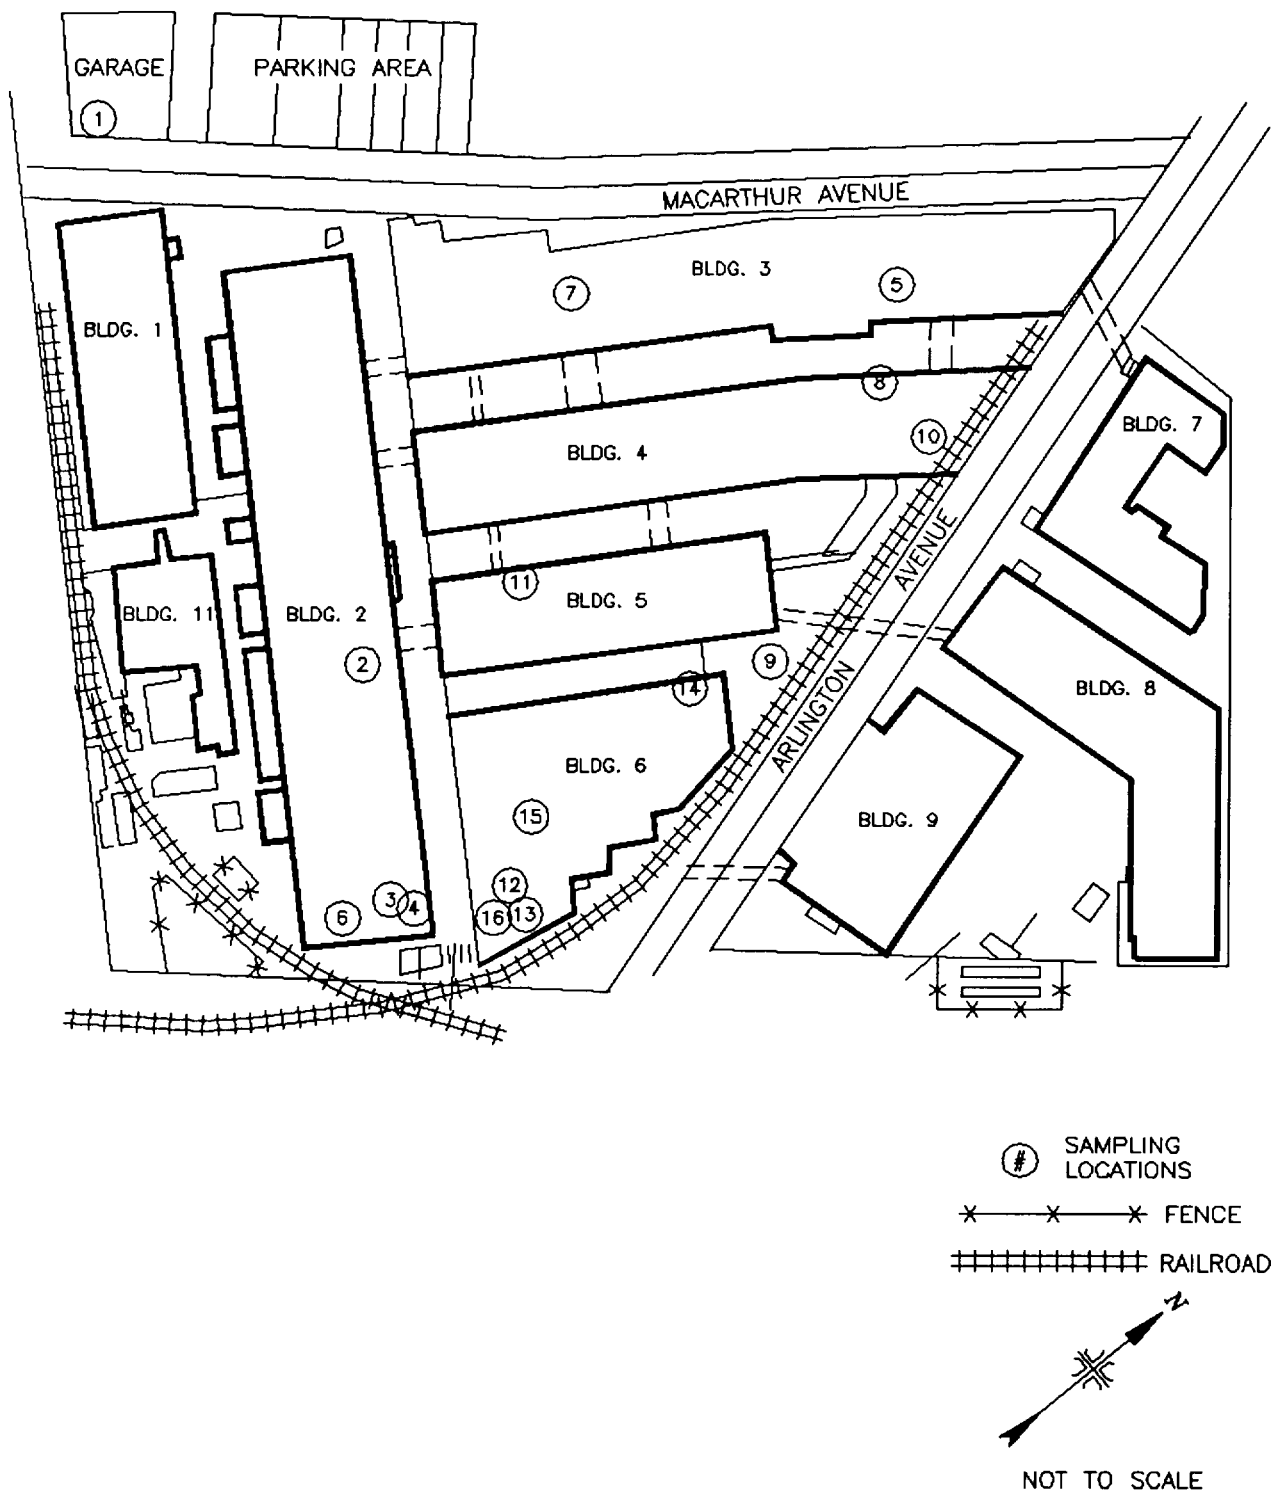 GARAGE
PARKING AREA
1
MACARTHUR AVENUE
BLDG. 3
7
5
BLDG. 1
8
BLDG. 7
10
BLDG. 4
AVENUE
11
BLDG. 5
BLDG. 11
BLDG. 2
2
9
14
BLDG. 8
ARLINGTON
BLDG. 6
15
BLDG. 9
12
3
4
6
16
13
# SAMPLING
LOCATIONS
FENCE
RAILROAD
N
NOT TO SCALE